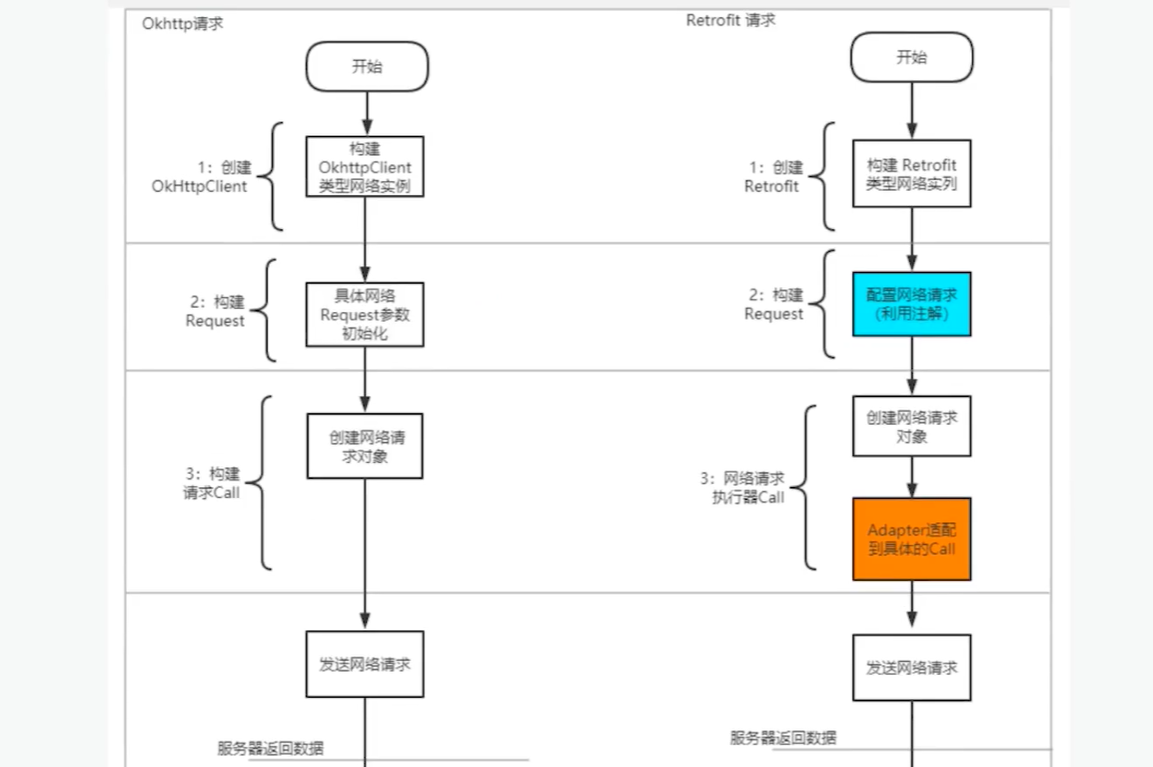 Okhttp请求
开始
1：创建
OkHttpClient
构建
OkhttpClient
类型网络实例
2：构建
Request
具体网络
Request参数
初始化
3：构建
请求Call
创建网络请
求对象
发送网络请求
服务器返回数据
Retrofit 请求
开始
1：创建
Retrofit
构建 Retrofit
类型网络实列
2：构建
Request
配置网络请求
（利用注解）
3：网络请求
执行器Call
创建网络请求
对象
Adapter适配
到具体的Call
发送网络请求
服务器返回数据